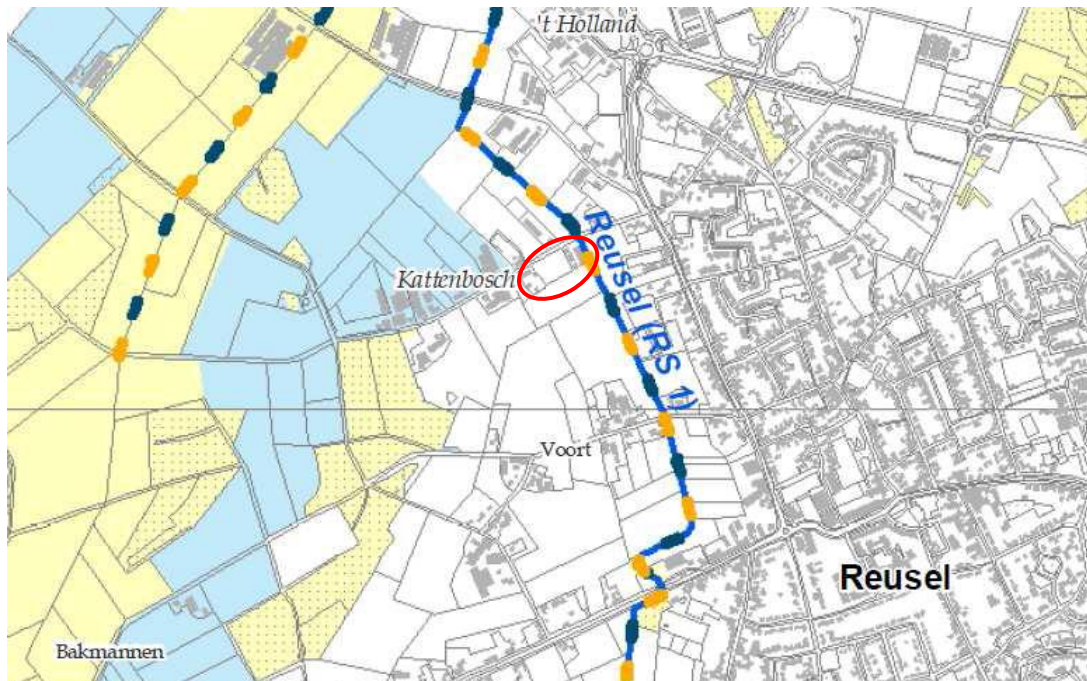 't Holland
Reusel (RS 1)
Kattenbosch
Voort
Reusel
Bakmannen